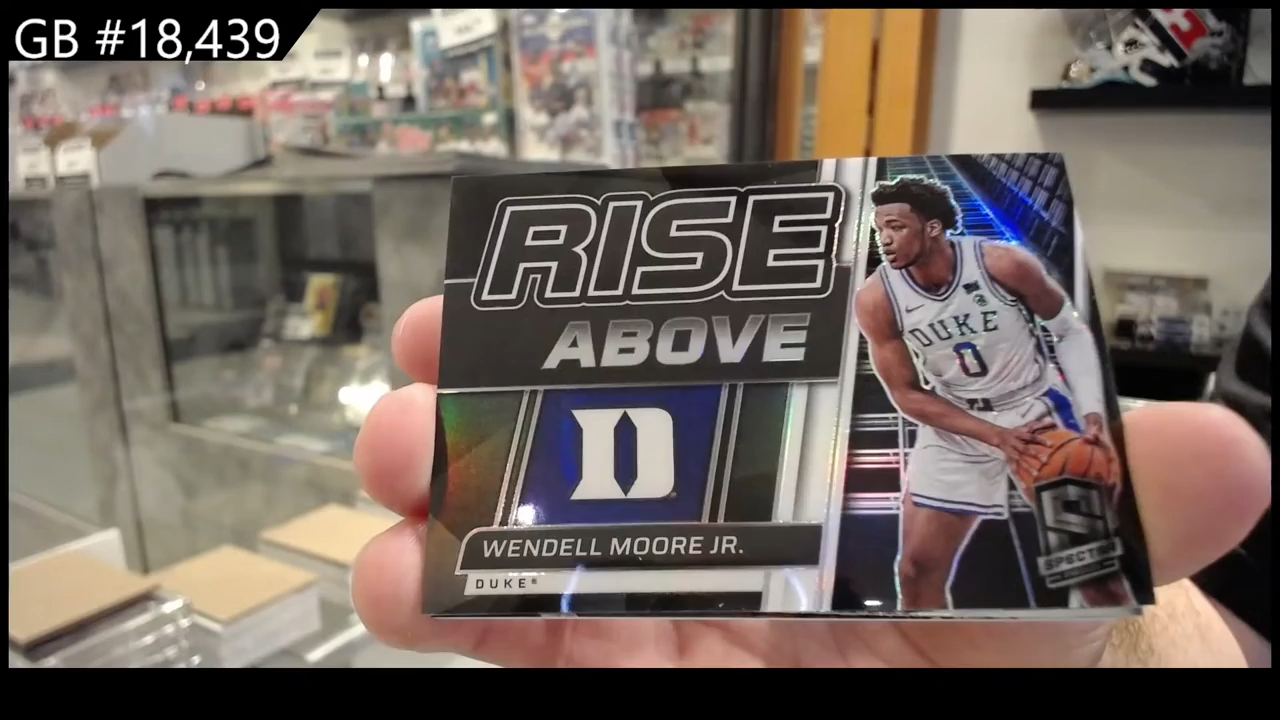 GB #18,439
RISE
ABOVE
D
WENDELL MOORE JR.
DUKE®
DUKE
0
SPECTRA